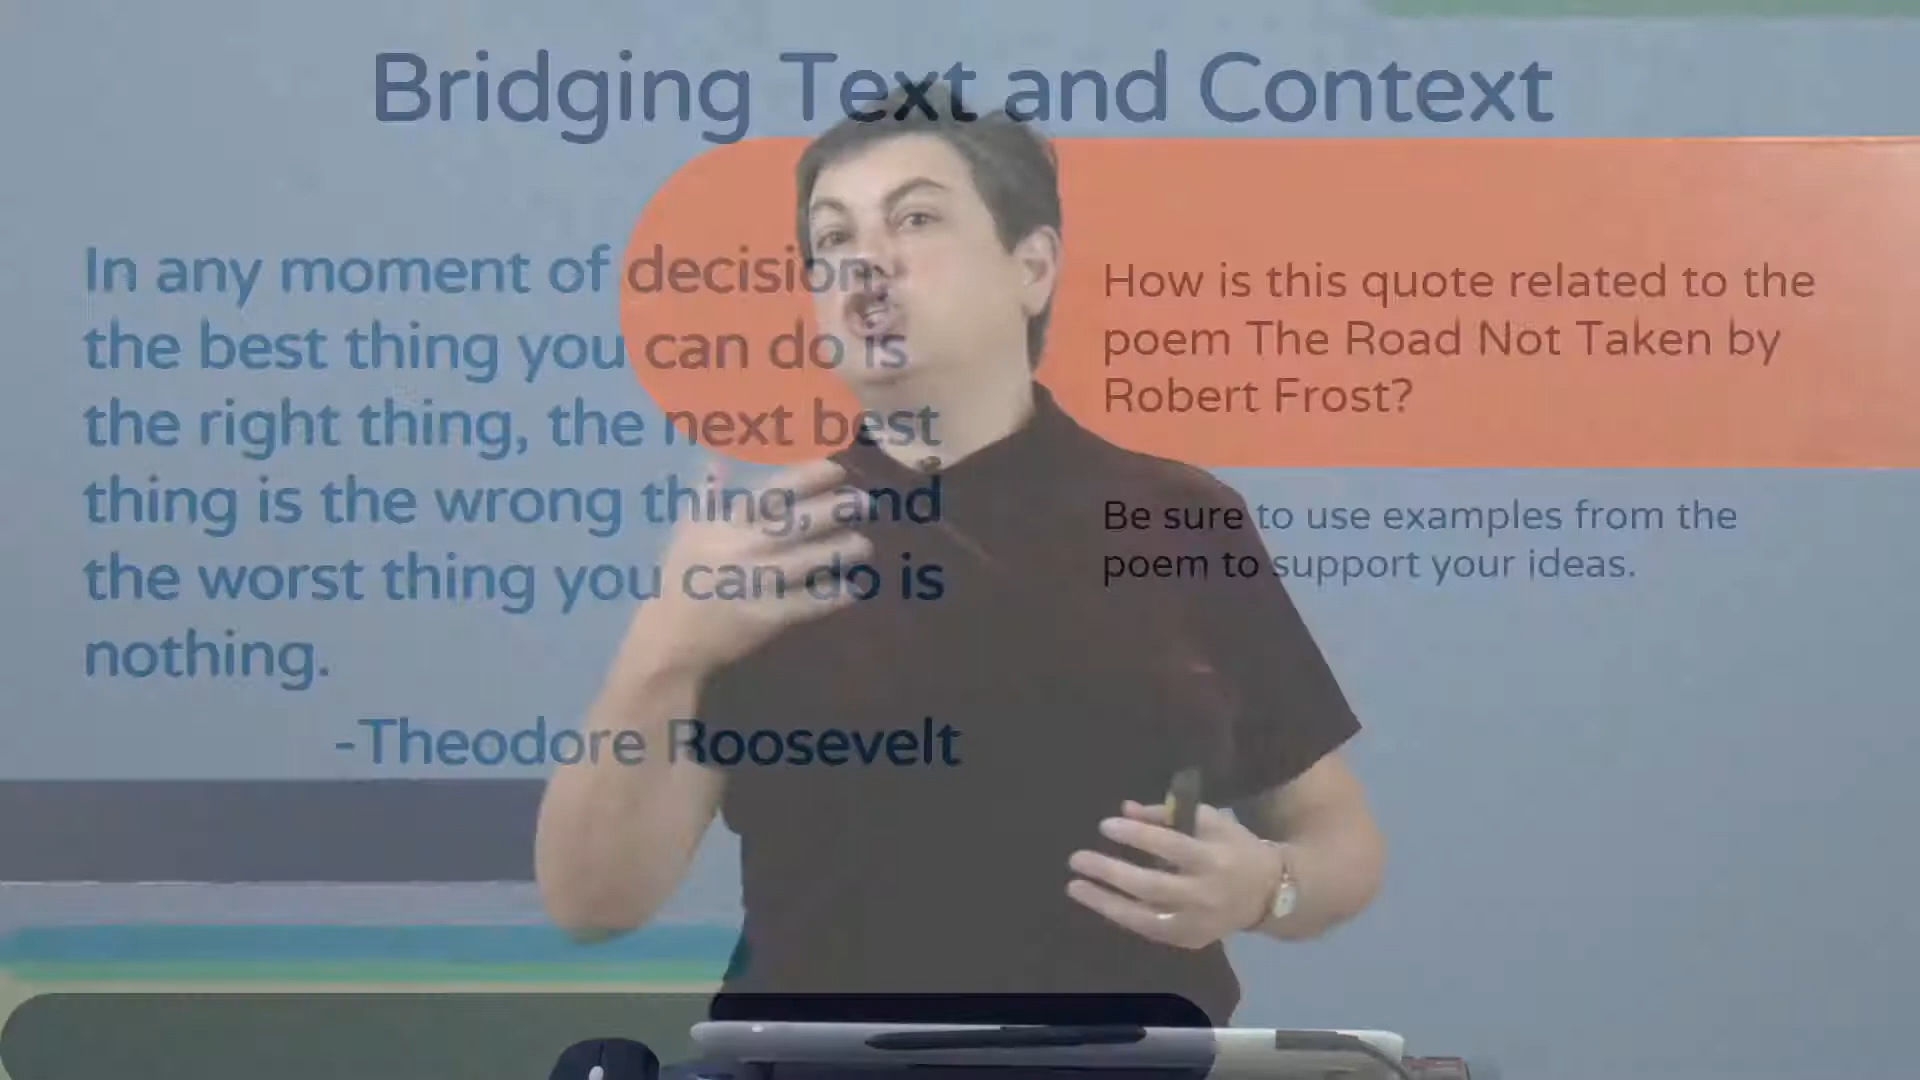 Bridging Text and Context
In any moment of decision,
the best thing you can do is
the right thing, the next best
thing is the wrong thing, and
the worst thing you can do is
nothing.
-Theodore Roosevelt
How is this quote related to the
poem The Road Not Taken by
Robert Frost?
Be sure to use examples from the
poem to support your ideas.